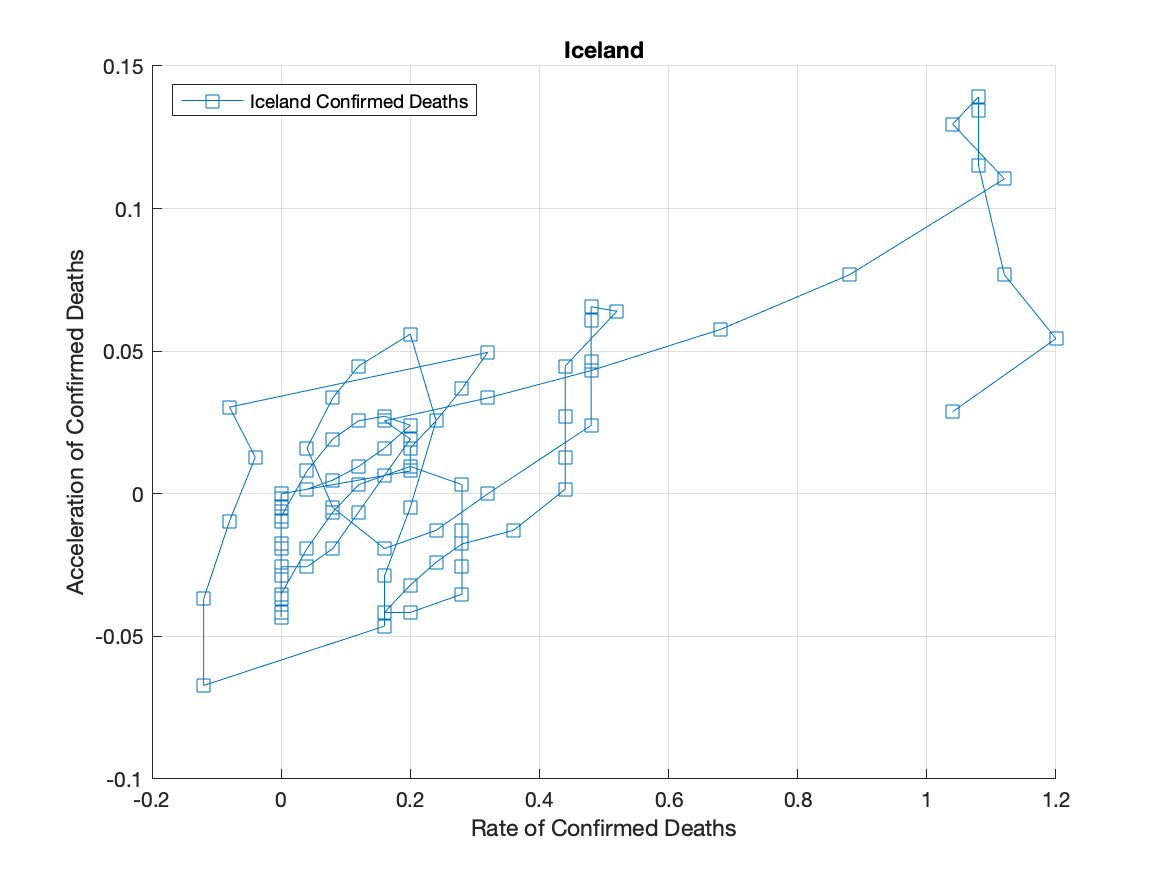 Iceland
Iceland Confirmed Deaths
0.15
0.1
0.05
0
-0.05
-0.1
-0.2 0 0.2 0.4 0.6 0.8 1 1.2
Rate of Confirmed Deaths
Acceleration of Confirmed Deaths